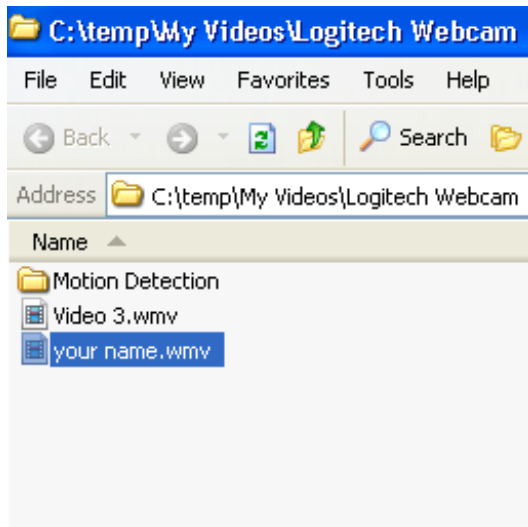 C:\temp\My Videos\Logitech Webcam
File Edit View Favorites Tools Help
Back Search
Address C:\temp\My Videos\Logitech Webcam
Name
Motion Detection
Video 3.wmv
your name.wmv